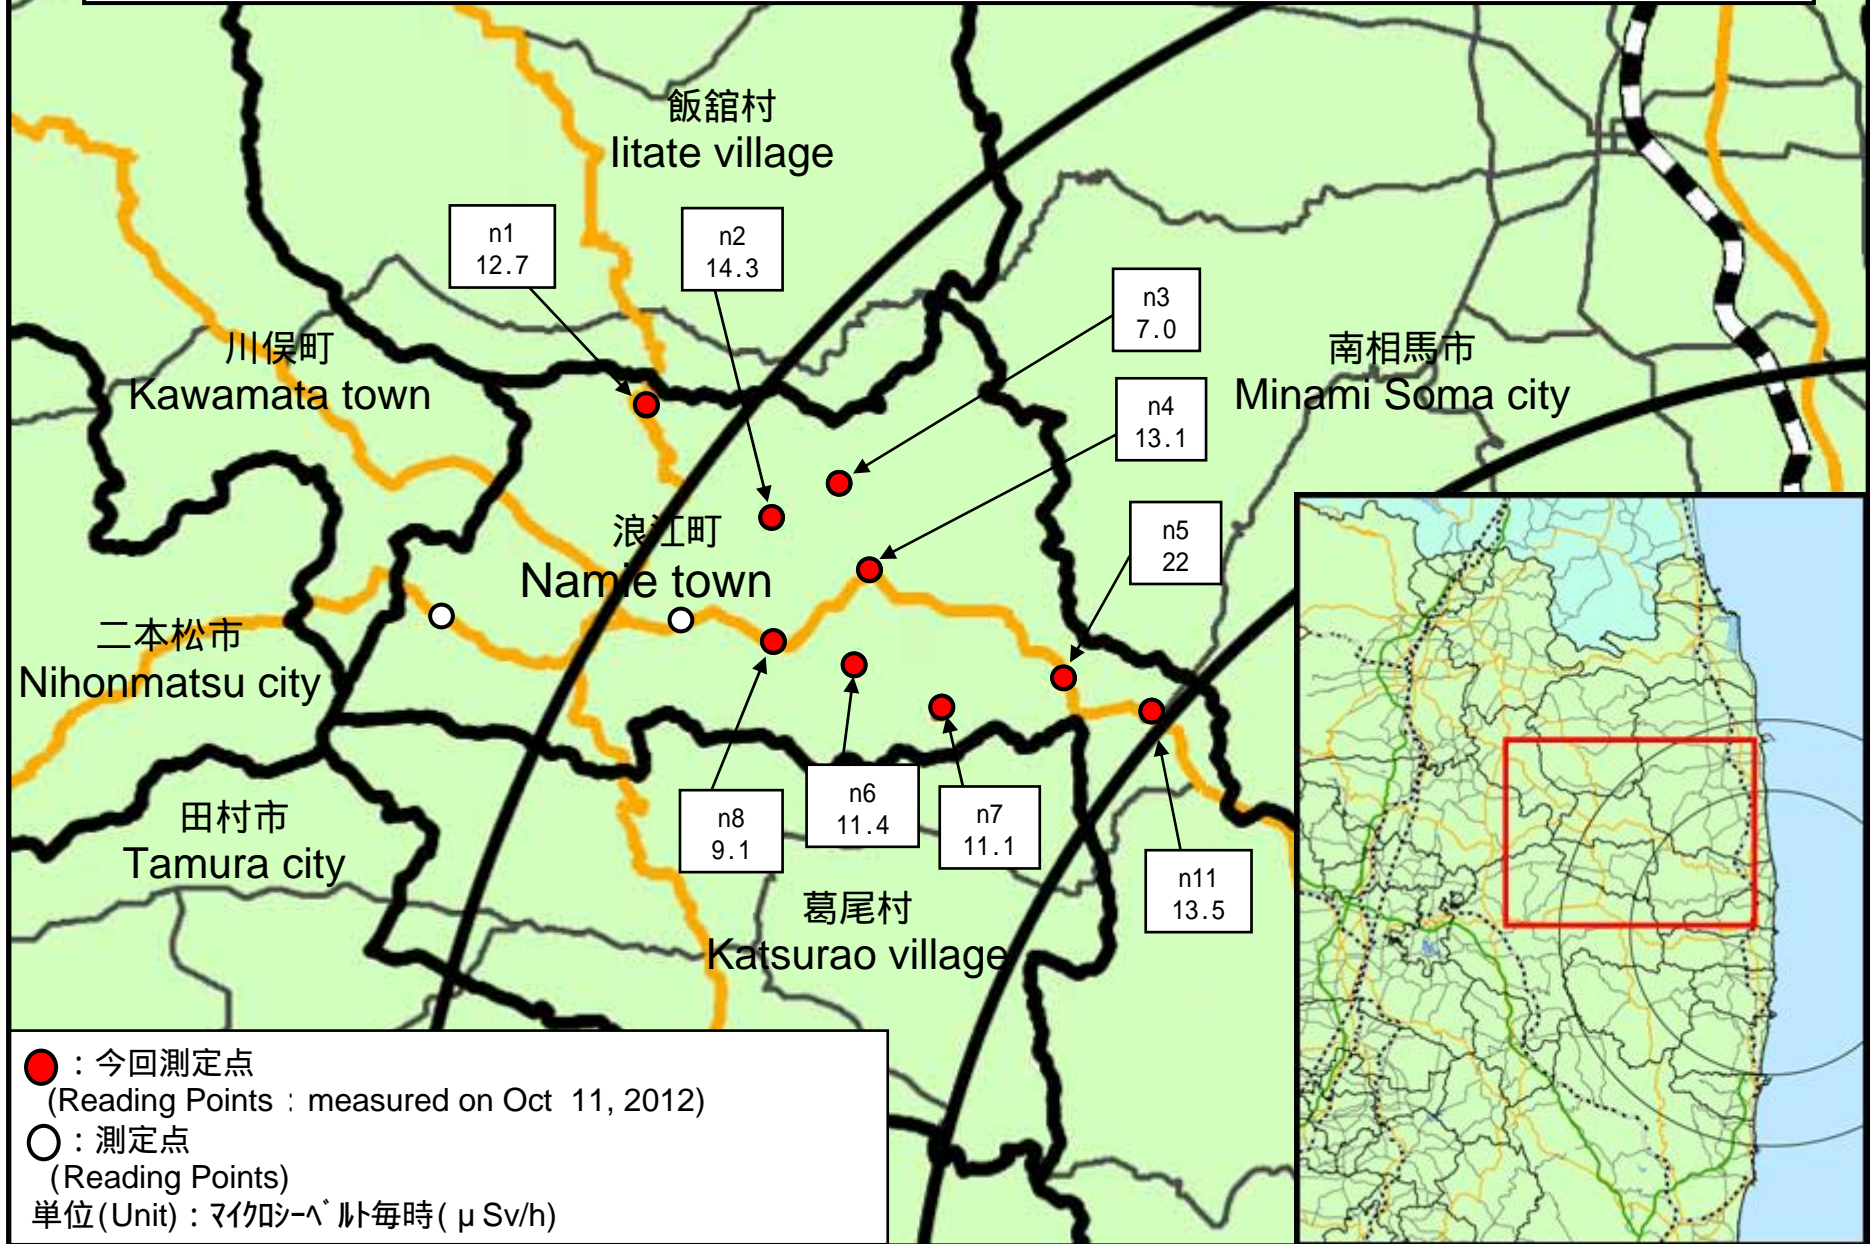 飯舘村
Iitate village
n1
12.7
n2
14.3
n3
7.0
川俣町
Kawamata town
南相馬市
Minami Soma city
n4
13.1
浪江町
Namie town
n5
22
二本松市
Nihonmatsu city
田村市
Tamura city
n8
9.1
n6
11.4
n7
11.1
n11
13.5
葛尾村
Katsurao village
：今回測定点
(Reading Points：measured on Oct 11, 2012)
：測定点
(Reading Points)
単位(Unit)：ﾏｲｸﾛｼｰﾍﾞﾙﾄ毎時( μ Sv/h)